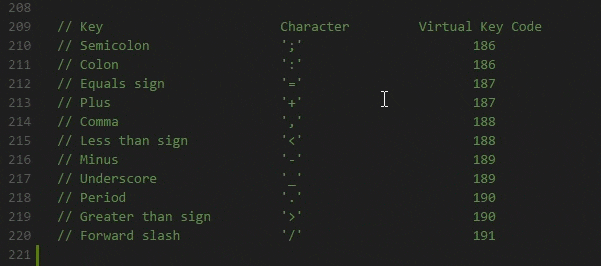 208
209 // Key Character Virtual Key Code
210 // Semicolon ';' 186
211 // Colon ':' 186
212 // Equals sign '=' 187
213 // Plus '+' 187
214 // Comma ',' 188
215 // Less than sign '<' 188
216 // Minus '-' 189
217 // Underscore '_' 189
218 // Period '.' 190
219 // Greater than sign '>' 190
220 // Forward slash '/' 191
221